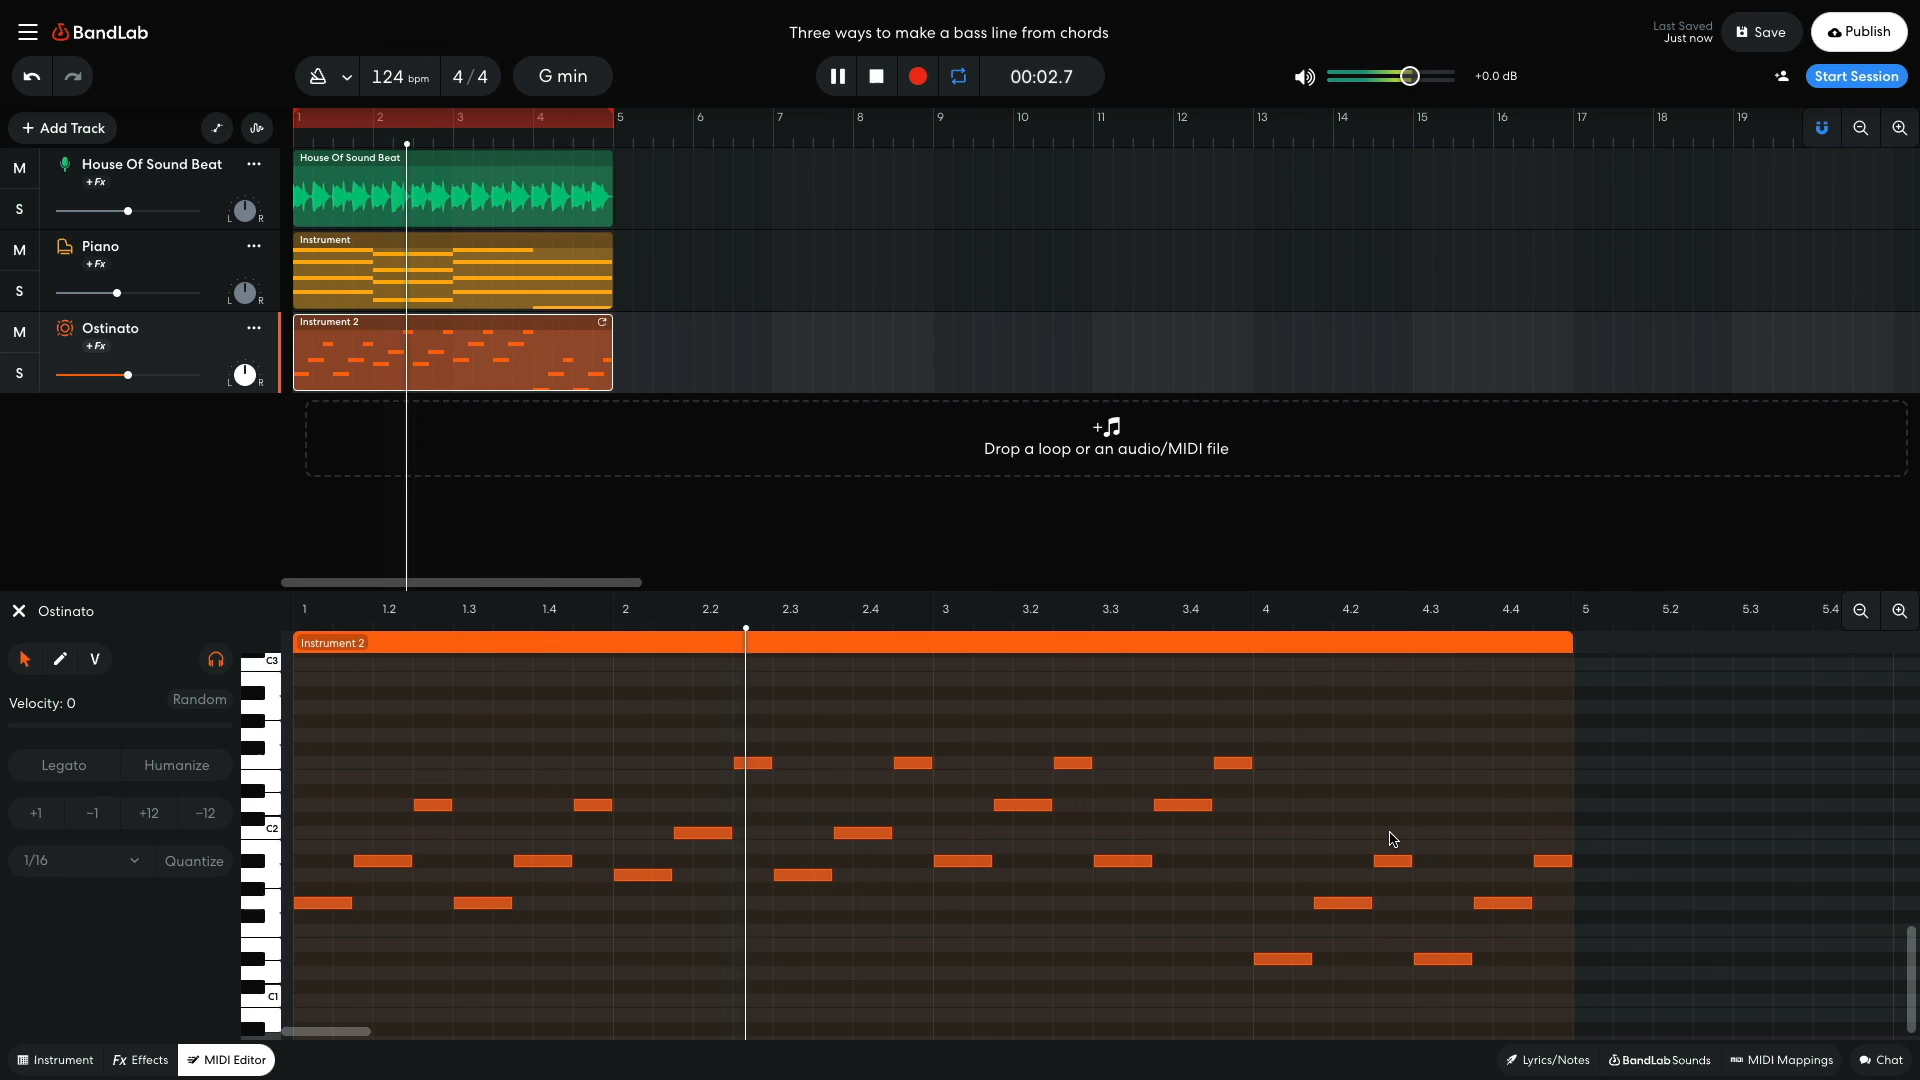 BandLab
Three ways to make a bass line from chords
Last Saved
Just now
Save
Publish
124 bpm
4/4
G min
00:02.7
+0.0 dB
Start Session
+ Add Track
1 2 3 4 5 6 7 8 9 10 11 12 13 14 15 16 17 18 19
M
S
House Of Sound Beat
+Fx
L R
House Of Sound Beat
M
S
Piano
+Fx
L R
Instrument
M
S
Ostinato
+Fx
L R
Instrument 2
Drop a loop or an audio/MIDI file
Ostinato
1 1.2 1.3 1.4 2 2.2 2.3 2.4 3 3.2 3.3 3.4 4 4.2 4.3 4.4 5 5.2 5.3 5.4
Instrument 2
V
C3
Velocity: 0
Random
Legato
Humanize
+1
-1
+12
-12
C2
1/16
Quantize
C1
Instrument
Fx Effects
MIDI Editor
Lyrics/Notes
BandLab Sounds
MIDI Mappings
Chat